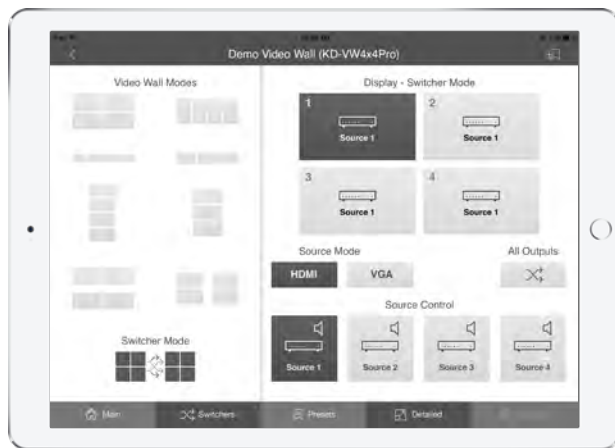 Demo Video Wall (KD-VW4x4Pro)
Video Wall Modes
Display - Switcher Mode
1
Source 1
2
Source 1
3
Source 1
4
Source 1
Source Mode
All Outputs
HDMI
VGA
Source Control
Switcher Mode
Source 1
Source 2
Source 3
Source 4
Main
Switchers
Presets
Detailed